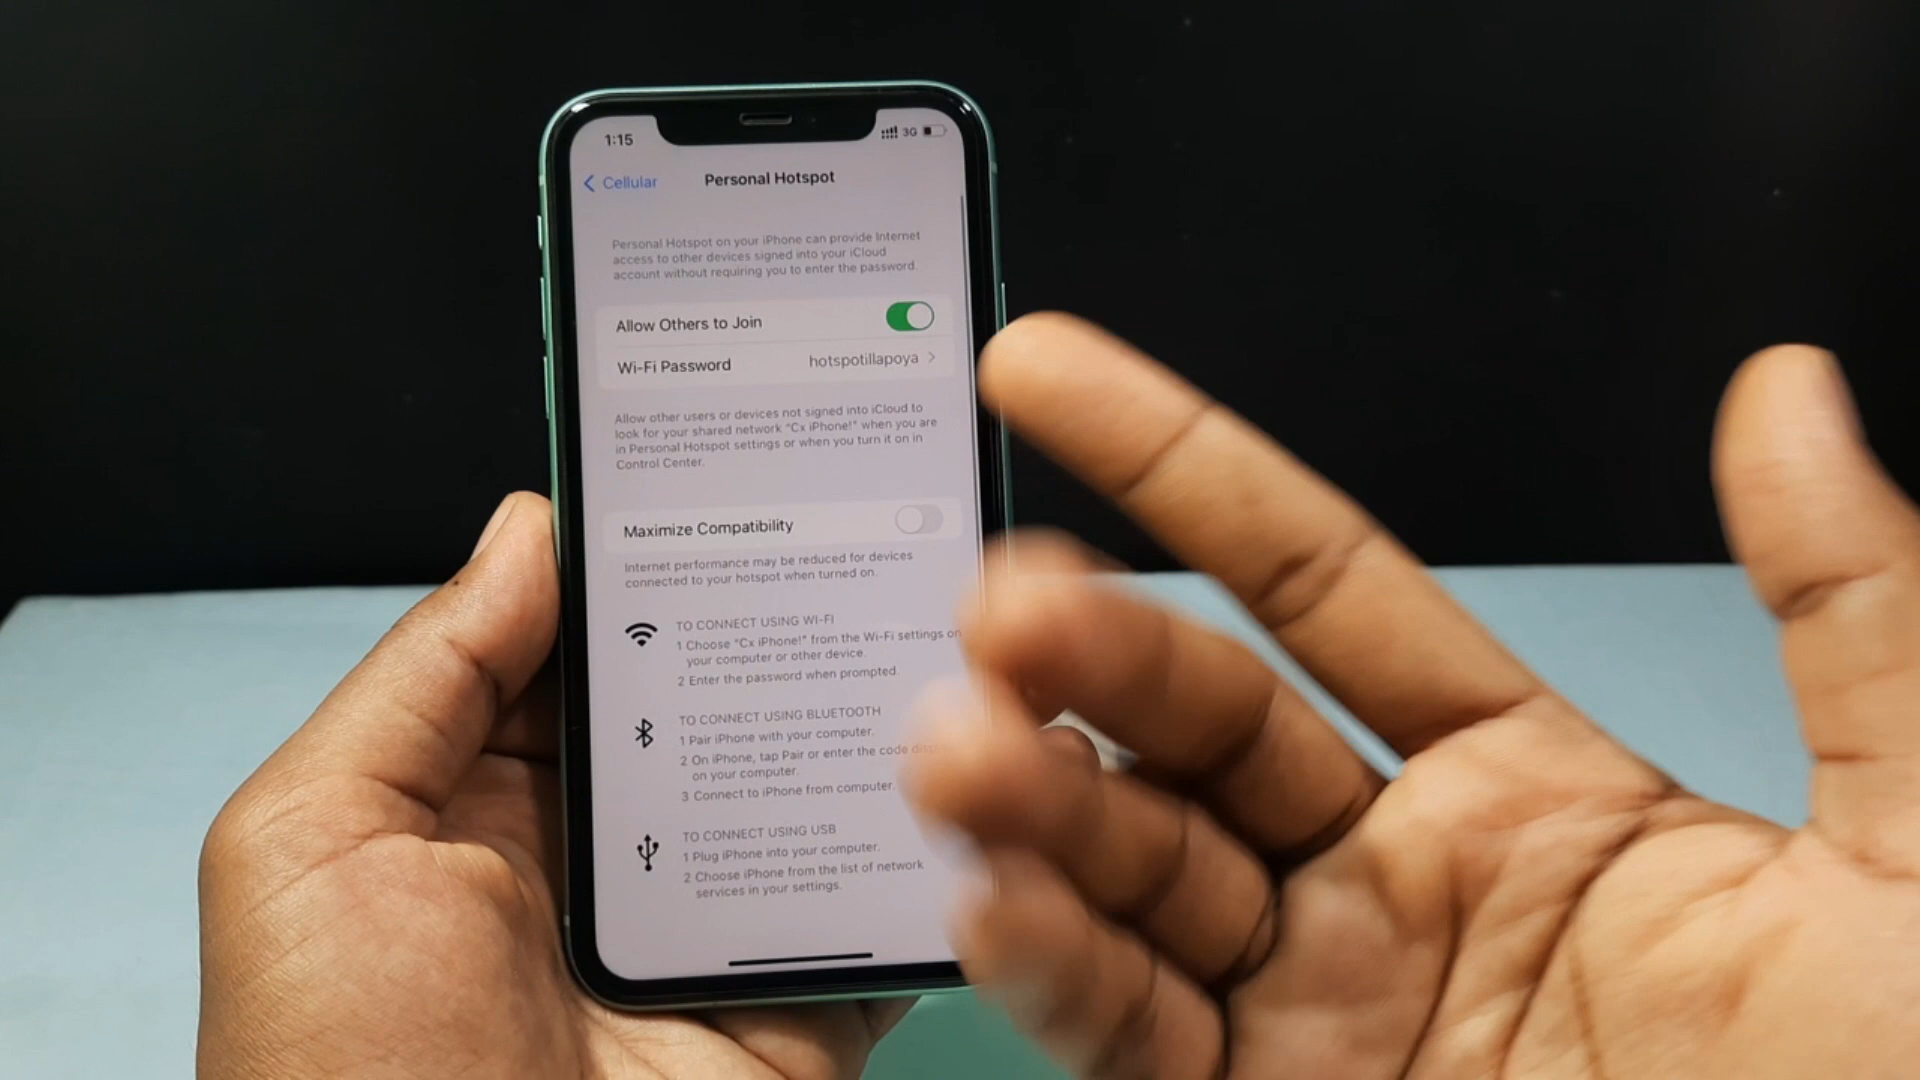 1:15
3G
Cellular
Personal Hotspot
Personal Hotspot on your iPhone can provide Internet
access to other devices signed into your iCloud
account without requiring you to enter the password.
Allow Others to Join
Wi-Fi Password hotspotillapoya
Allow other users or devices not signed into iCloud to
look for your shared network "Cx iPhone!" when you are
in Personal Hotspot settings or when you turn it on in
Control Center.
Maximize Compatibility
Internet performance may be reduced for devices
connected to your hotspot when turned on.
TO CONNECT USING WI-FI
1 Choose "Cx iPhone!" from the Wi-Fi settings on
your computer or other device.
2 Enter the password when prompted.
TO CONNECT USING BLUETOOTH
1 Pair iPhone with your computer.
2 On iPhone, tap Pair or enter the code
on your computer.
3 Connect to iPhone from computer.
TO CONNECT USING USB
1 Plug iPhone into your computer.
2 Choose iPhone from the list of network
services in your settings.